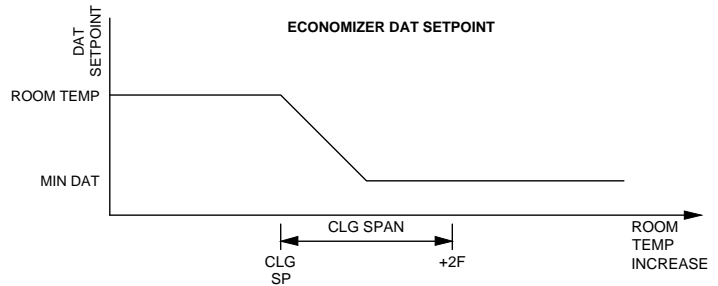 ECONOMIZER DAT SETPOINT
DAT
SETPOINT
ROOM TEMP
MIN DAT
CLG SPAN
CLG
SP
+2F
ROOM
TEMP
INCREASE